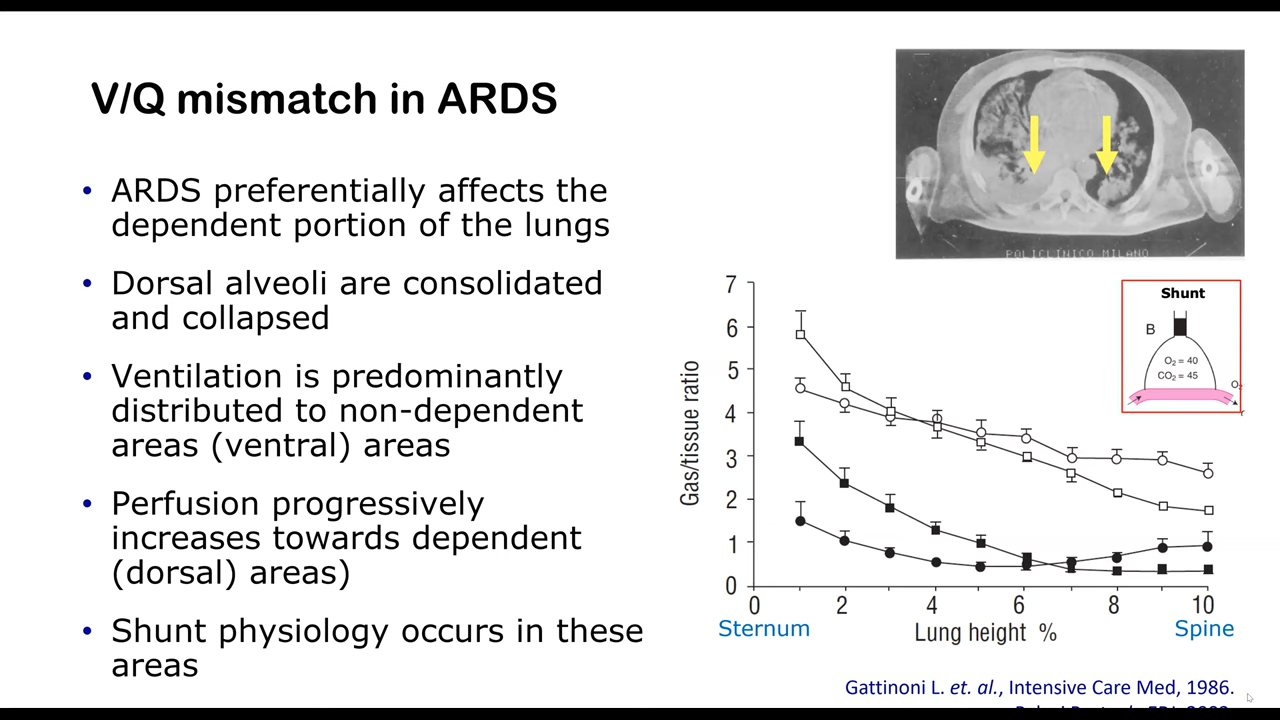 V/Q mismatch in ARDS
• ARDS preferentially affects the
dependent portion of the lungs
• Dorsal alveoli are consolidated
and collapsed
• Ventilation is predominantly
distributed to non-dependent
areas (ventral) areas
• Perfusion progressively
increases towards dependent
(dorsal) areas)
• Shunt physiology occurs in these
areas
POLICLINICO MILANO
Shunt
B
O₂ = 40
CO₂ = 45
Gas/tissue ratio
7
6
5
4
3
2
1
0
0 2 4 6 8 10
Sternum Lung height % Spine
Gattinoni L. et. al., Intensive Care Med, 1986.